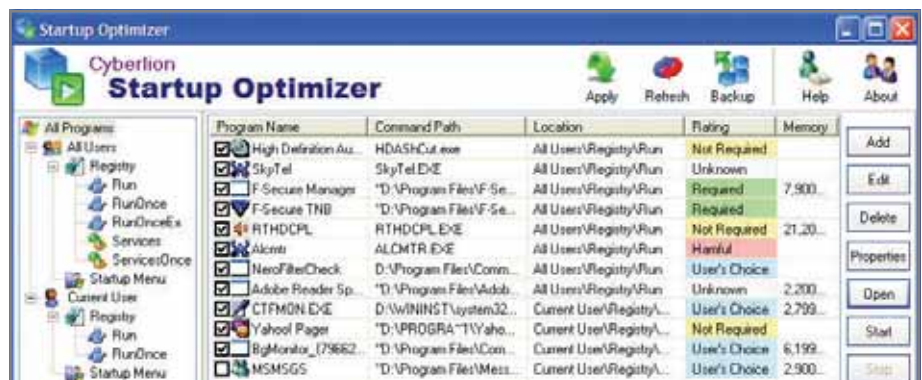 Startup Optimizer
Cyberlion
Startup Optimizer
Apply Refresh Backup Help About
All Programs
All Users
Registry
Run
RunOnce
RunOnceEx
Services
ServicesOnce
Startup Menu
Current User
Registry
Run
RunOnce
Startup Menu
Program Name Command Path Location Rating Memory
High Definition Au... HDAShCut.exe All Users\Registry\Run Not Required
SkyTel SkyTel.EXE All Users\Registry\Run Unknown
F-Secure Manager "D:\Program Files\F-Se... All Users\Registry\Run Required 7,900...
F-Secure TNB "D:\Program Files\F-Se... All Users\Registry\Run Required
RTHDCPL RTHDCPL.EXE All Users\Registry\Run Not Required 21,20...
Alcmtr ALCMTR.EXE All Users\Registry\Run Harmful
NeroFilterCheck D:\Program Files\Comm... All Users\Registry\Run User's Choice
Adobe Reader Sp... "D:\Program Files\Adob... All Users\Registry\Run Unknown 2,200...
CTFMON.EXE D:\WININST\system32... Current User\Registry\... User's Choice 2,799...
Yahoo! Pager "D:\PROGRA~1\Yaho... Current User\Registry\... Not Required
BgMonitor_{79662... "D:\Program Files\Com... Current User\Registry\... User's Choice 6,199...
MSMSGS "D:\Program Files\Mess... Current User\Registry\... User's Choice 2,900...
Add
Edit
Delete
Properties
Open
Start
Stop